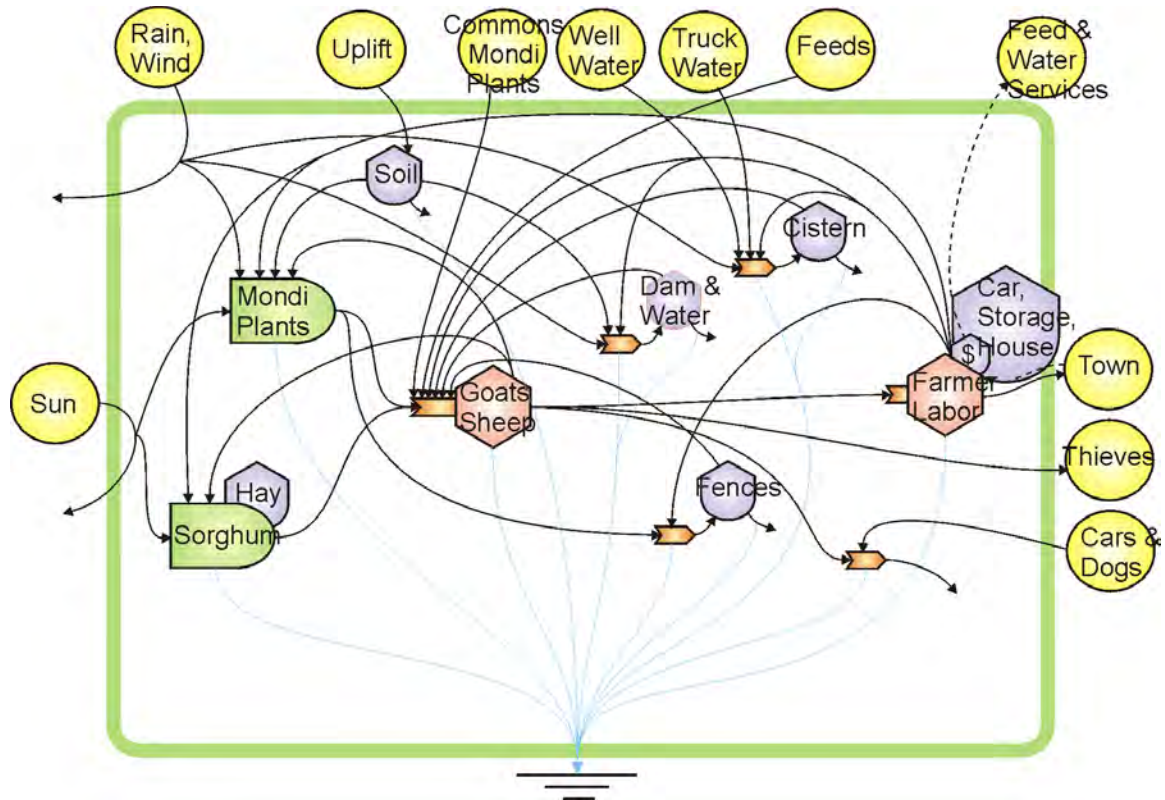 Rain,
Wind
Uplift
Commons
Mondi
Plants
Well
Water
Truck
Water
Feeds
Feed &
Water
Services
Soil
Cistern
Mondi
Plants
Dam &
Water
Car,
Storage,
House
$
Sun
Goats
Sheep
Farmer
Labor
Town
Thieves
Hay
Sorghum
Fences
Cars &
Dogs